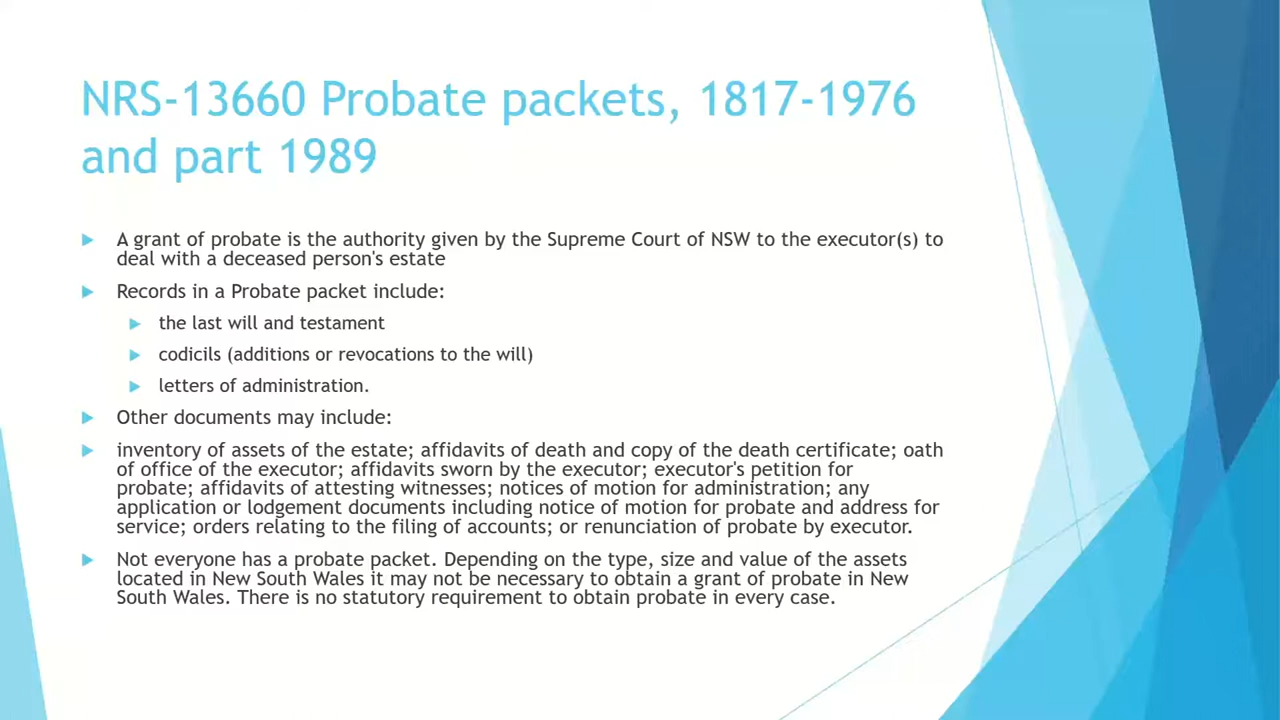 NRS-13660 Probate packets, 1817-1976
and part 1989
A grant of probate is the authority given by the Supreme Court of NSW to the executor(s) to
deal with a deceased person's estate
Records in a Probate packet include:
the last will and testament
codicils (additions or revocations to the will)
letters of administration.
Other documents may include:
inventory of assets of the estate; affidavits of death and copy of the death certificate; oath
of office of the executor; affidavits sworn by the executor; executor's petition for
probate; affidavits of attesting witnesses; notices of motion for administration; any
application or lodgement documents including notice of motion for probate and address for
service; orders relating to the filing of accounts; or renunciation of probate by executor.
Not everyone has a probate packet. Depending on the type, size and value of the assets
located in New South Wales it may not be necessary to obtain a grant of probate in New
South Wales. There is no statutory requirement to obtain probate in every case.